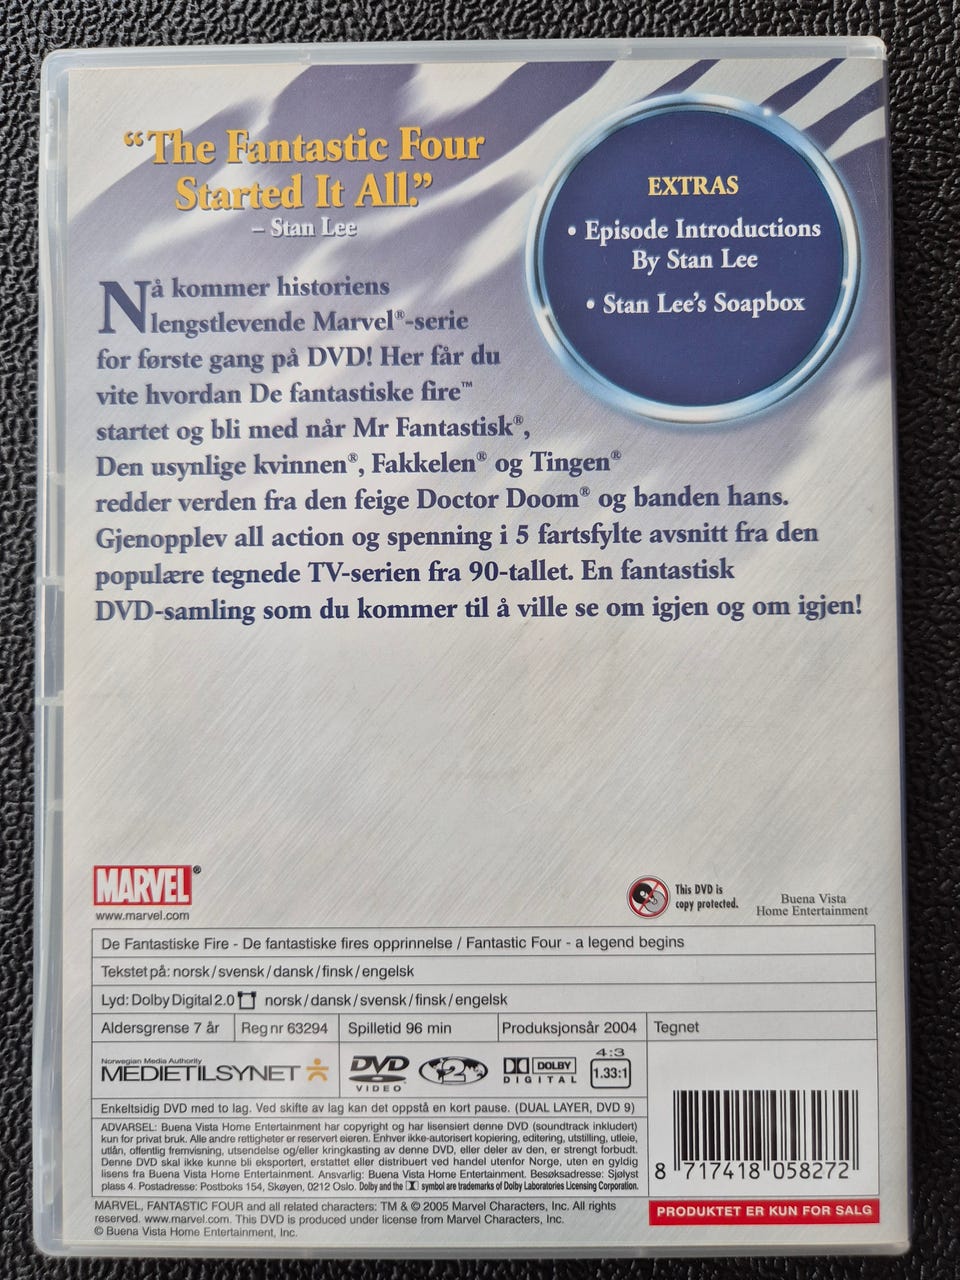 “The Fantastic Four
Started It All.”
– Stan Lee
EXTRAS
• Episode Introductions
By Stan Lee
• Stan Lee’s Soapbox
Nå kommer historiens
lengstlevende Marvel®-serie
for første gang på DVD! Her får du
vite hvordan De fantastiske fire™
startet og bli med når Mr Fantastisk®,
Den usynlige kvinnen®, Fakkelen® og Tingen®
redder verden fra den feige Doctor Doom® og banden hans.
Gjenopplev all action og spenning i 5 fartsfylte avsnitt fra den
populære tegnede TV-serien fra 90-tallet. En fantastisk
DVD-samling som du kommer til å ville se om igjen og om igjen!
MARVEL®
www.marvel.com
This DVD is
copy protected.
Buena Vista
Home Entertainment
De Fantastiske Fire - De fantastiske fires opprinnelse / Fantastic Four - a legend begins
Tekstet på: norsk/svensk/dansk/finsk/engelsk
Lyd: Dolby Digital 2.0 norsk/dansk/svensk/finsk/engelsk
Aldersgrense 7 år Reg nr 63294 Spilletid 96 min Produksjonsår 2004 Tegnet
Norwegian Media Authority
MEDIETILSYNET
DVD
VIDEO
2
DOLBY
DIGITAL
4:3
1.33:1
Enkeltsidig DVD med to lag. Ved skifte av lag kan det oppstå en kort pause. (DUAL LAYER, DVD 9)
ADVARSEL: Buena Vista Home Entertainment har copyright og har lisensiert denne DVD (soundtrack inkludert)
kun for privat bruk. Alle andre rettigheter er reservert eieren. Enhver ikke-autorisert kopiering, editering, utstilling, utleie,
utlån, offentlig fremvisning, utsendelse og/eller kringkasting av denne DVD, eller deler av den, er strengt forbudt.
Denne DVD skal ikke kunne bli eksportert, erstattet eller distribuert ved handel utenfor Norge, uten en gyldig
lisens fra Buena Vista Home Entertainment. Ansvarlig: Buena Vista Home Entertainment. Besøksadresse: Sjølyst
plass 4. Postadresse: Postboks 154, Skøyen, 0212 Oslo. Dolby and the symbol are trademarks of Dolby Laboratories Licensing Corporation.
8 717418 058272
MARVEL, FANTASTIC FOUR and all related characters: TM & © 2005 Marvel Characters, Inc. All rights
reserved. www.marvel.com. This DVD is produced under license from Marvel Characters, Inc.
© Buena Vista Home Entertainment, Inc.
PRODUKTET ER KUN FOR SALG